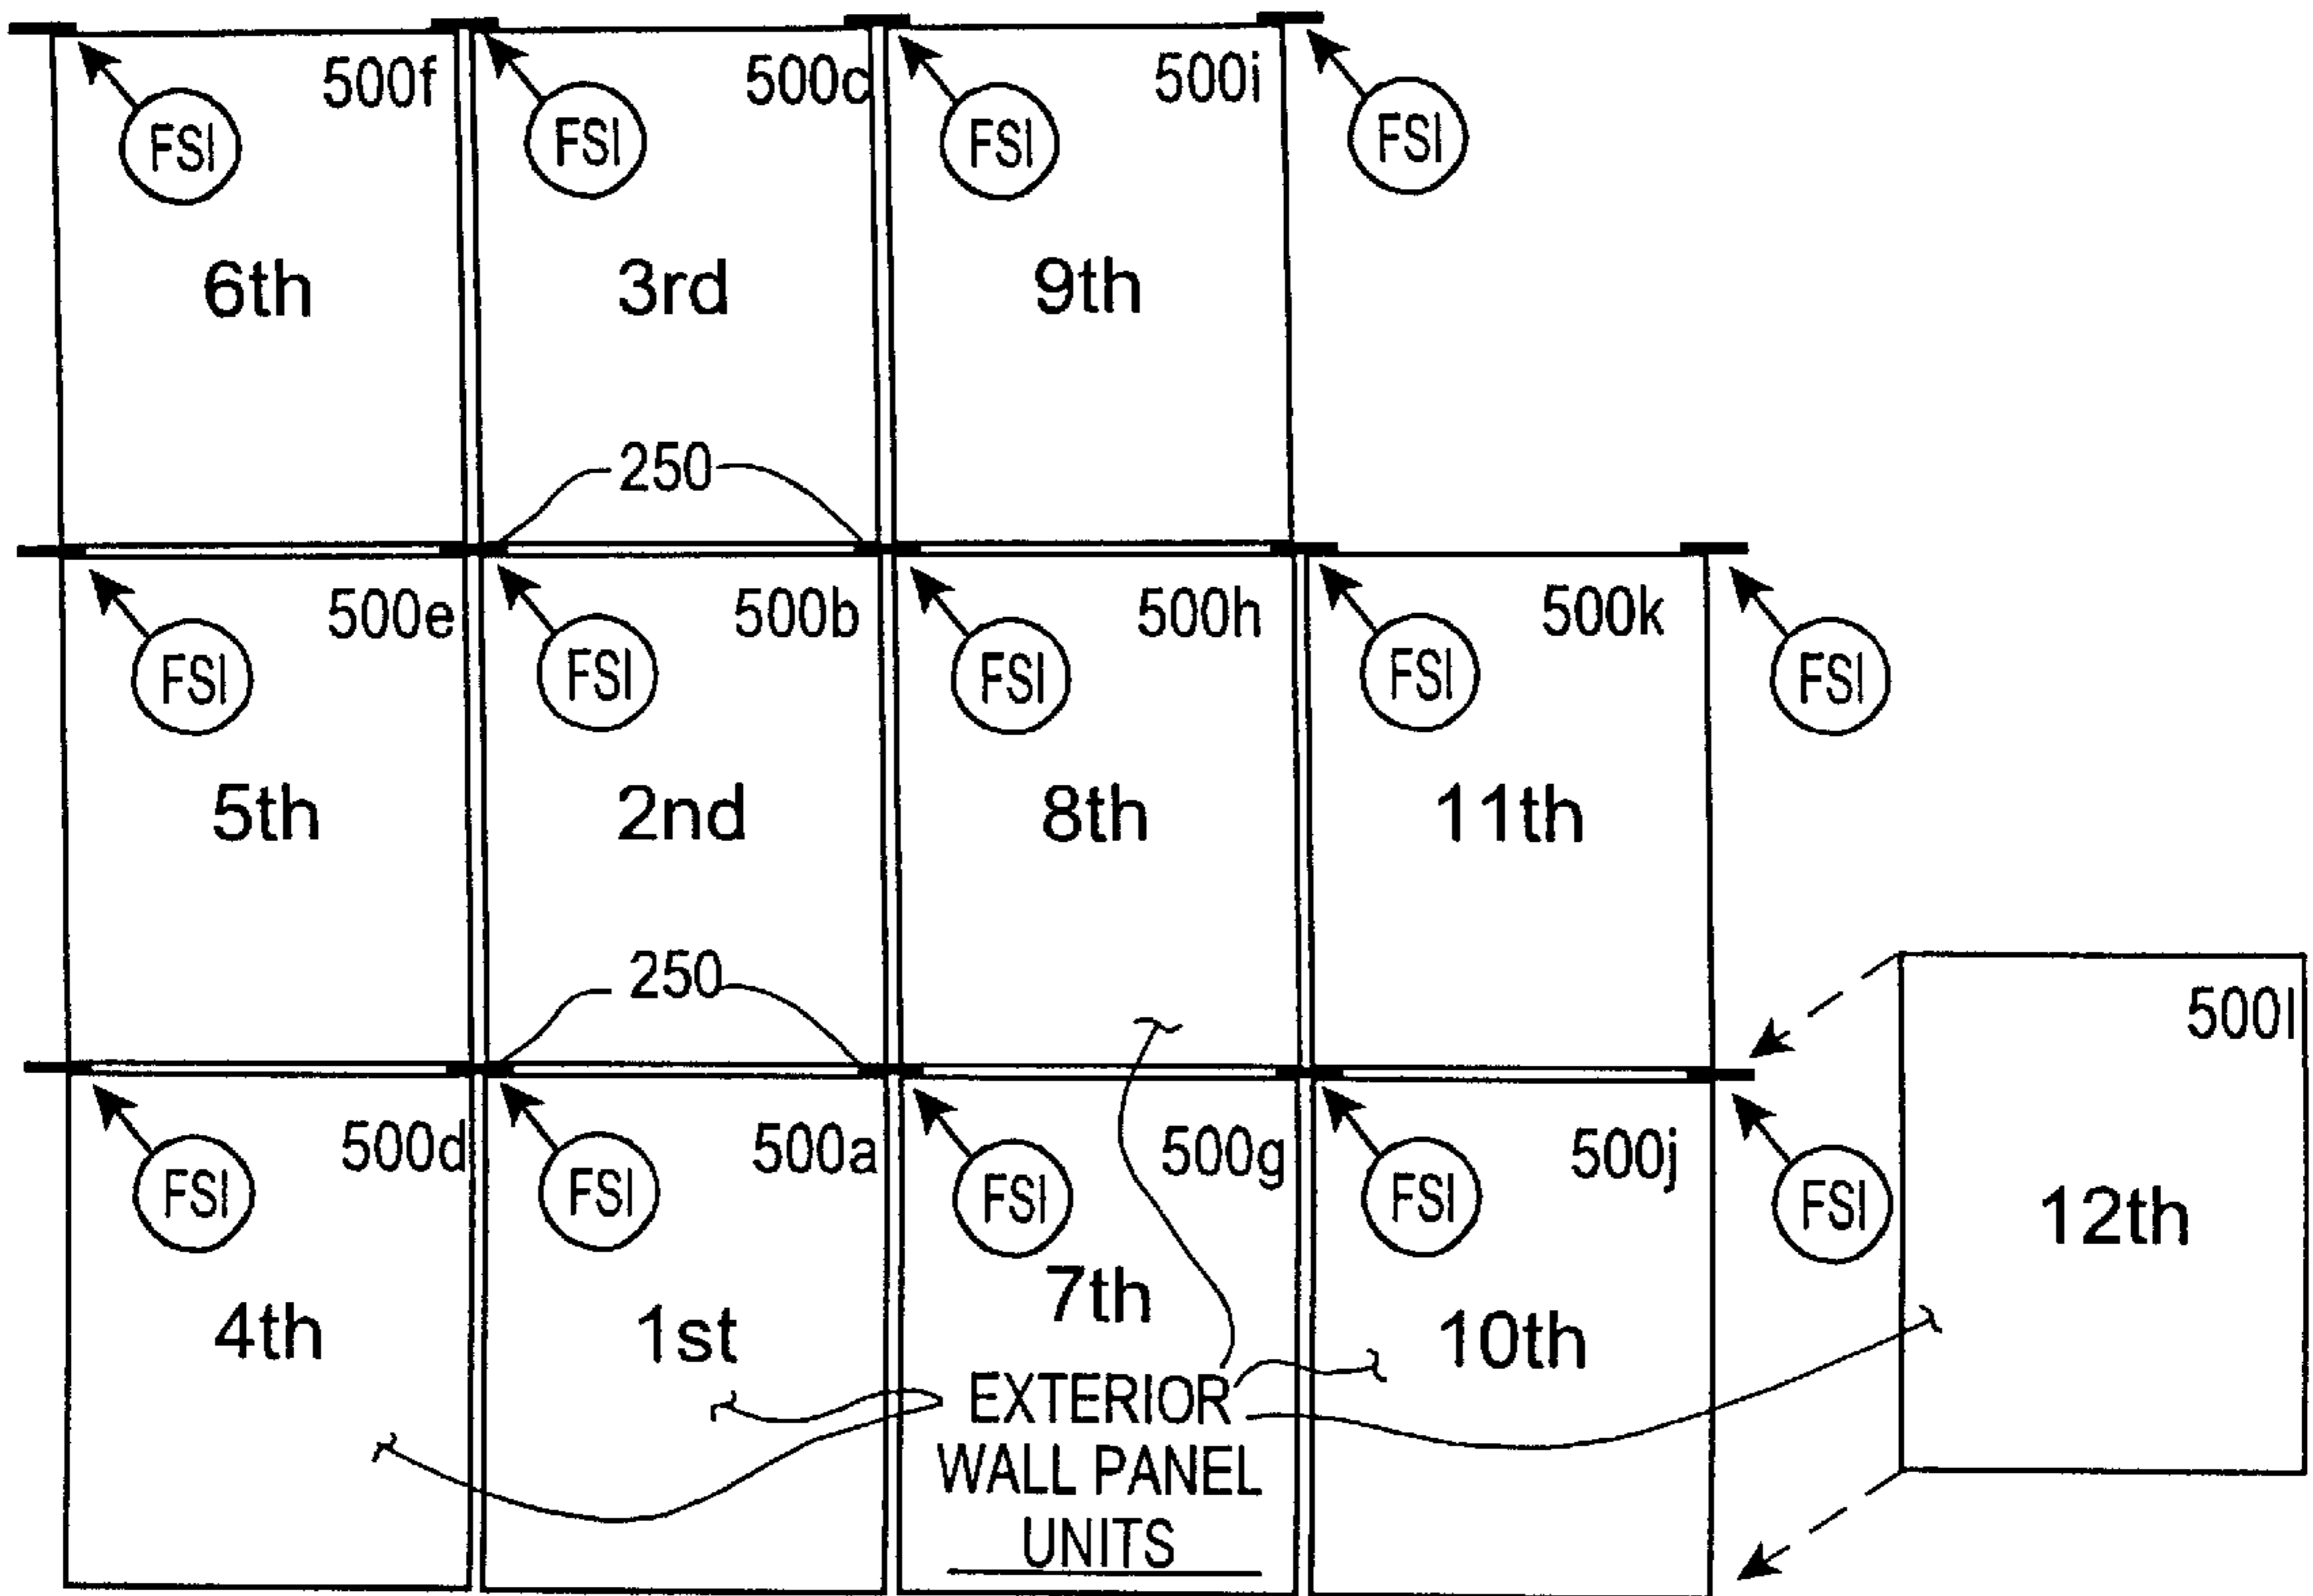 500f
500c
500i
FSI
FSI
FSI
FSI
6th
3rd
9th
250
500e
500b
500h
500k
FSI
FSI
FSI
FSI
FSI
5th
2nd
8th
11th
250
500l
500d
500a
500g
500j
FSI
FSI
FSI
FSI
FSI
12th
4th
1st
7th
10th
EXTERIOR
WALL PANEL
UNITS